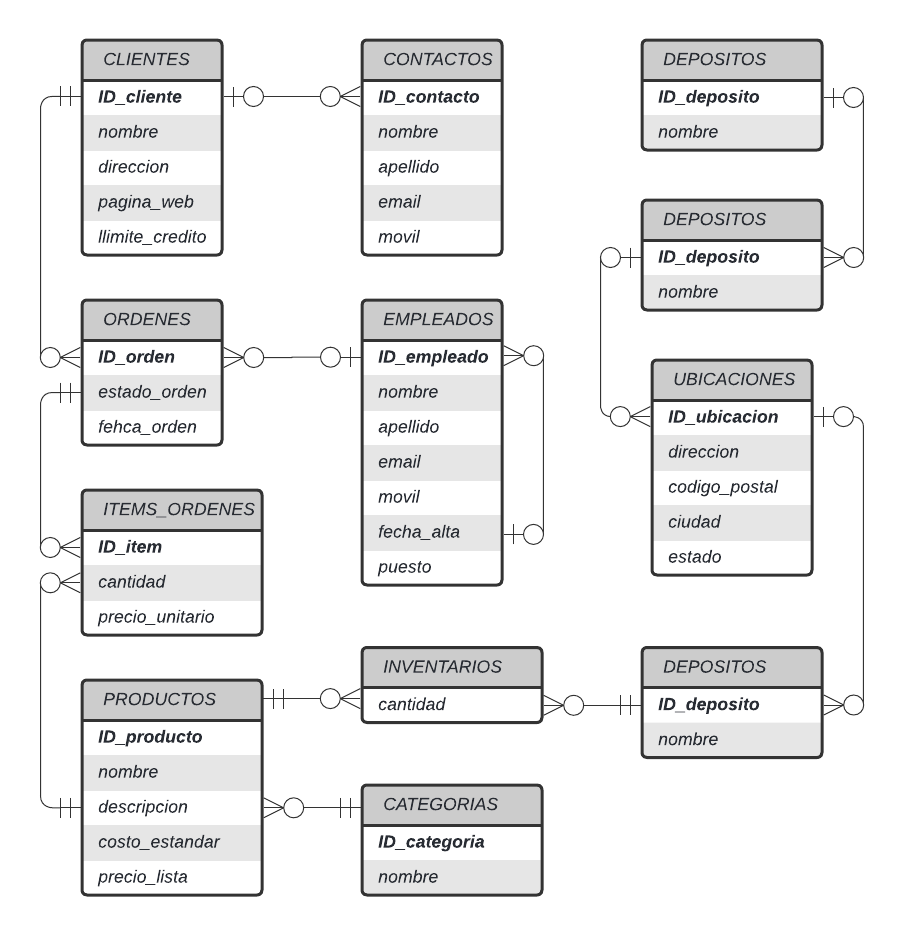 CLIENTES
ID_cliente
nombre
direccion
pagina_web
llimite_credito
CONTACTOS
ID_contacto
nombre
apellido
email
movil
DEPOSITOS
ID_deposito
nombre
DEPOSITOS
ID_deposito
nombre
ORDENES
ID_orden
estado_orden
fehca_orden
EMPLEADOS
ID_empleado
nombre
apellido
email
movil
fecha_alta
puesto
UBICACIONES
ID_ubicacion
direccion
codigo_postal
ciudad
estado
ITEMS_ORDENES
ID_item
cantidad
precio_unitario
INVENTARIOS
cantidad
DEPOSITOS
ID_deposito
nombre
PRODUCTOS
ID_producto
nombre
descripcion
costo_estandar
precio_lista
CATEGORIAS
ID_categoria
nombre